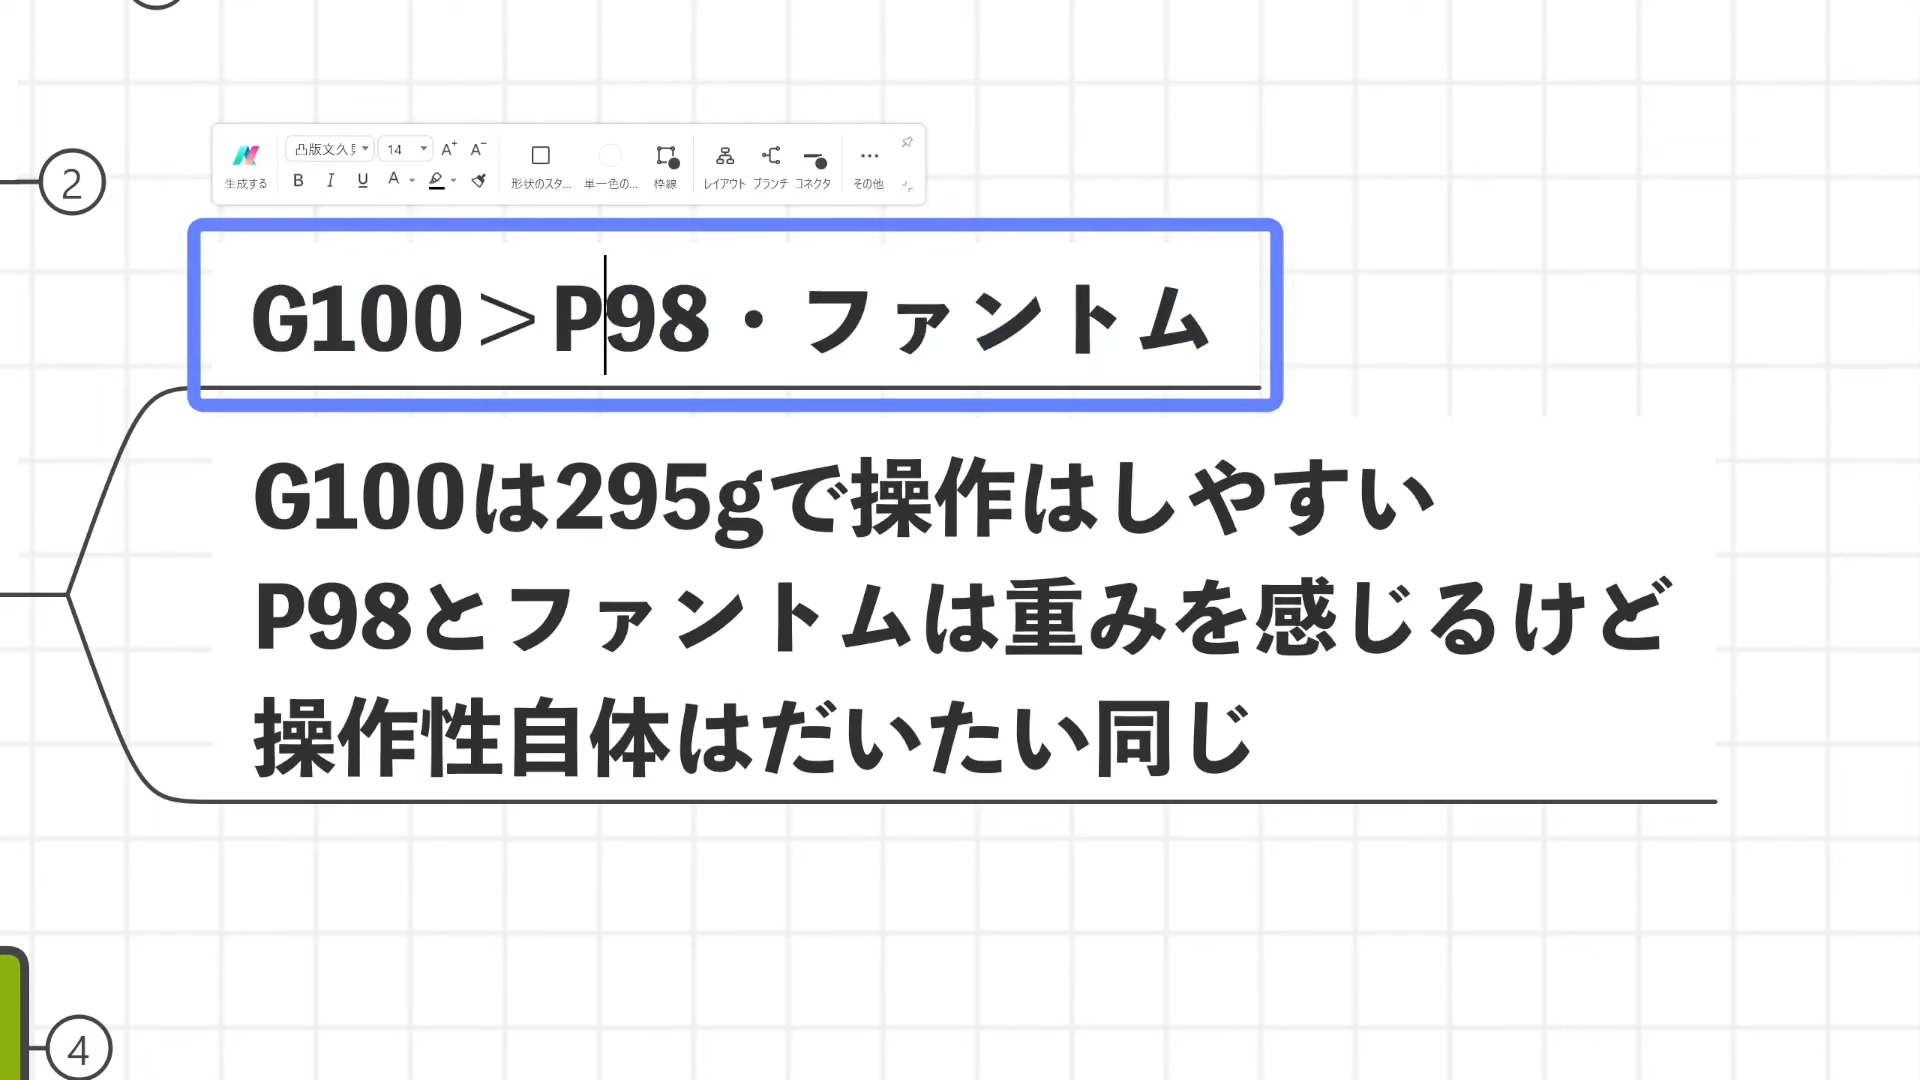 2
凸版文久見
14
A+ A-
生成する
B I U A
形状のスタ...
単一色の...
枠線
レイアウト
ブランチ
コネクタ
その他
G100＞P98・ファントム
G100は295gで操作はしやすい
P98とファントムは重みを感じるけど
操作性自体はだいたい同じ
4